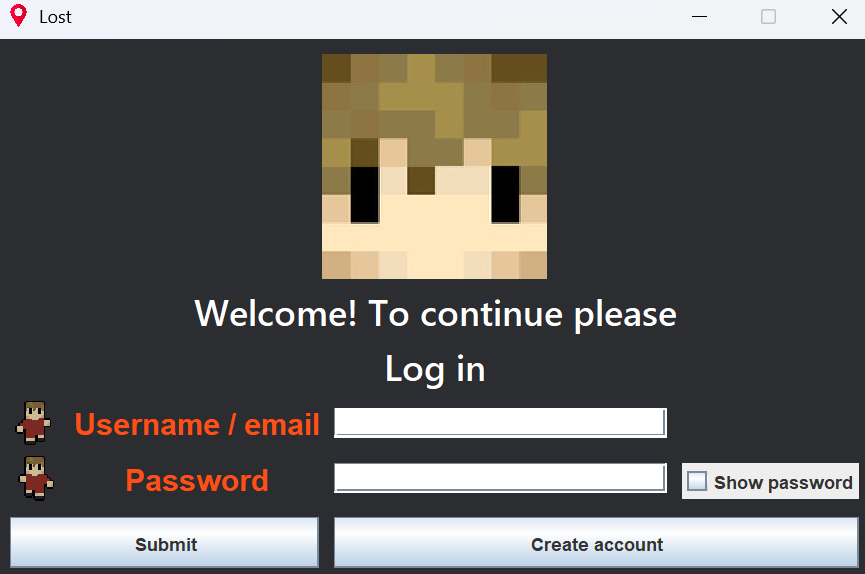 Lost
Welcome! To continue please
Log in
Username / email
Password
Show password
Submit
Create account